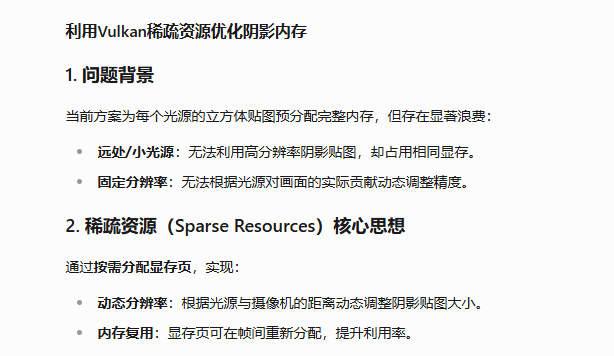 利用Vulkan稀疏资源优化阴影内存
1. 问题背景
当前方案为每个光源的立方体贴图预分配完整内存，但存在显著浪费：
远处/小光源：无法利用高分辨率阴影贴图，却占用相同显存。
固定分辨率：无法根据光源对画面的实际贡献动态调整精度。
2. 稀疏资源（Sparse Resources）核心思想
通过按需分配显存页，实现：
动态分辨率：根据光源与摄像机的距离动态调整阴影贴图大小。
内存复用：显存页可在帧间重新分配，提升利用率。